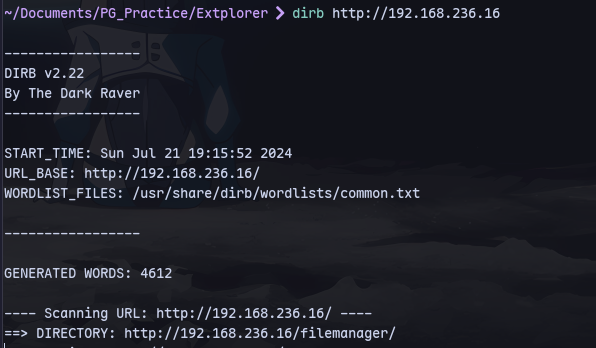 ~/Documents/PG_Practice/Extplorer ❯ dirb http://192.168.236.16
-----------------
DIRB v2.22
By The Dark Raver
-----------------
START_TIME: Sun Jul 21 19:15:52 2024
URL_BASE: http://192.168.236.16/
WORDLIST_FILES: /usr/share/dirb/wordlists/common.txt
-----------------
GENERATED WORDS: 4612
---- Scanning URL: http://192.168.236.16/ ----
==> DIRECTORY: http://192.168.236.16/filemanager/